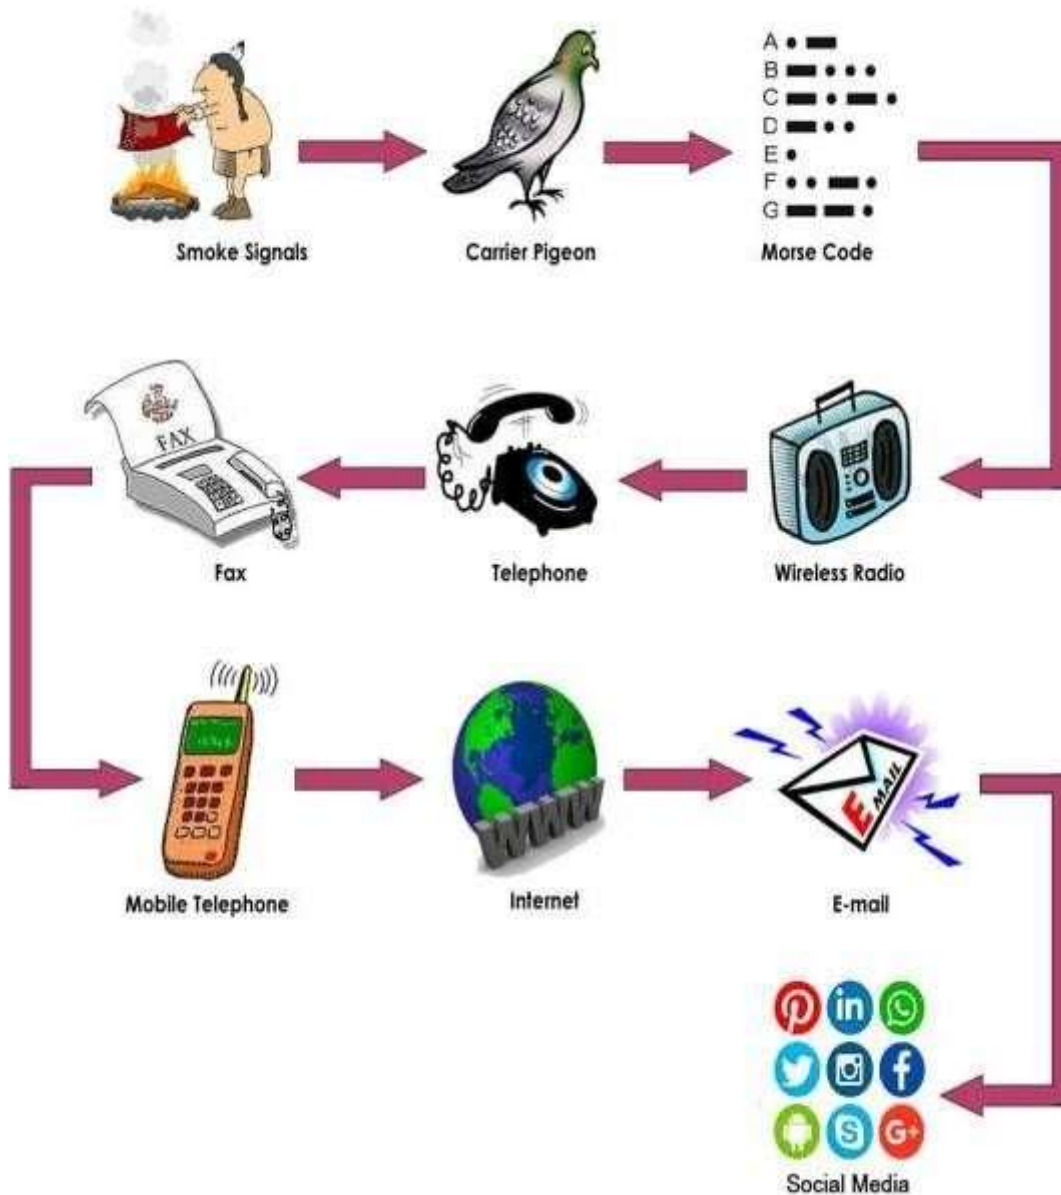 A
B
C
D
E
F
G
Smoke Signals
Carrier Pigeon
Morse Code
FAX
Fax
Telephone
Wireless Radio
WWW
E MAIL
Mobile Telephone
Internet
E-mail
in
f
S
G+
Social Media